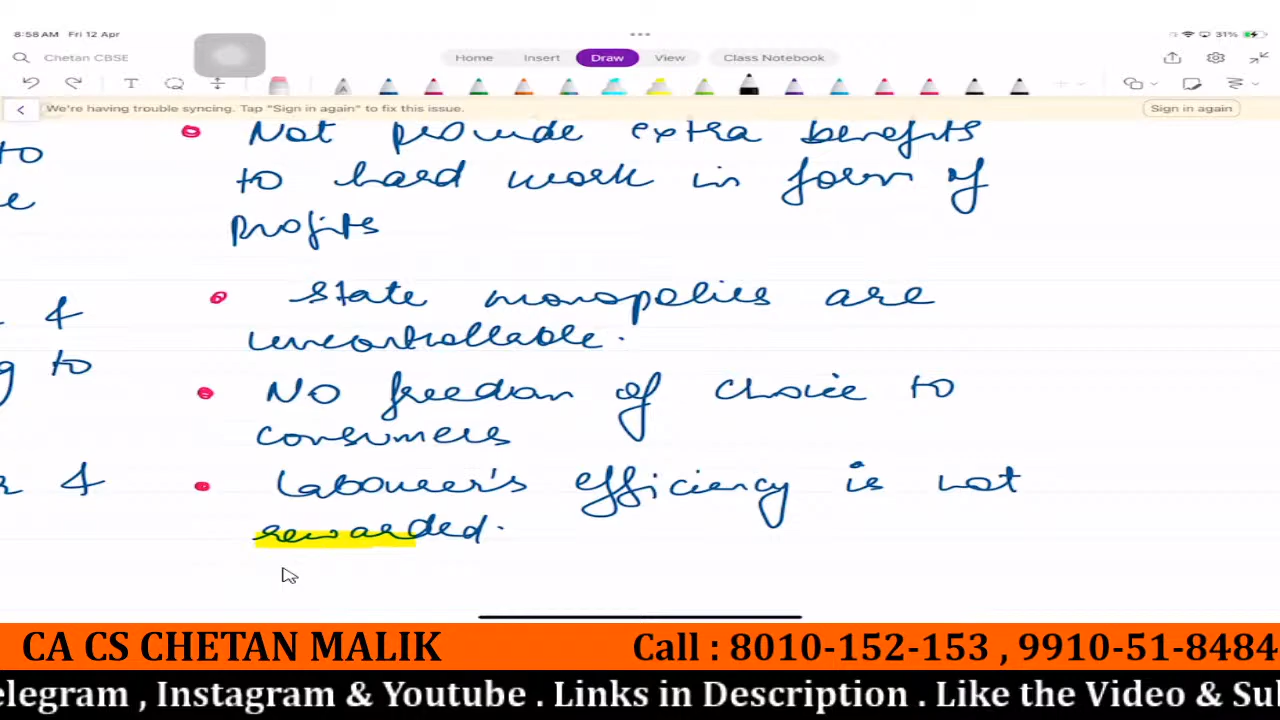 8:58 AM Fri 12 Apr
31%
Chetan CBSE
Home Insert Draw View Class Notebook
We're having trouble syncing. Tap "Sign in again" to fix this issue.
Sign in again
to
e
&
g to
r &
Not provide extra benefits
to hard work in form of
profits
State monopolies are
uncontrollable.
No freedom of choice to
consumers
Labourer's efficiency is not
rewarded.
CA CS CHETAN MALIK
Call : 8010-152-153 , 9910-51-8484
elegram , Instagram & Youtube . Links in Description . Like the Video & Su